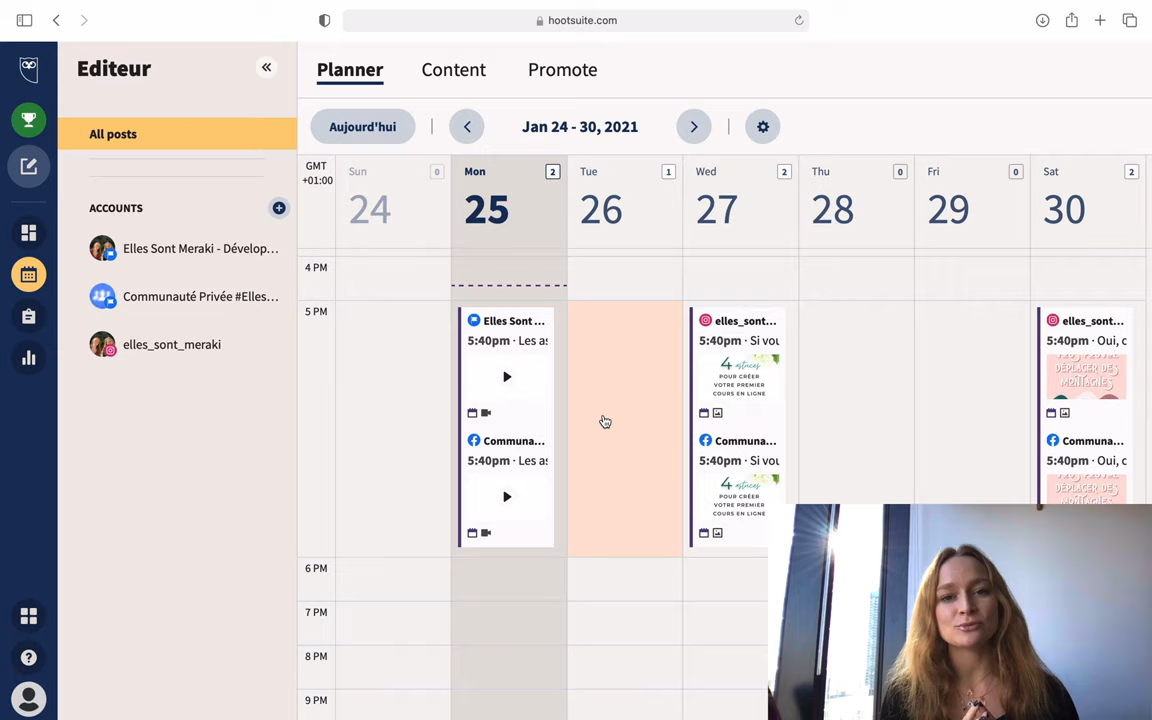 hootsuite.com
Editeur
All posts
ACCOUNTS
Elles Sont Meraki - Dévelop...
Communauté Privée #Elles...
elles_sont_meraki
Planner Content Promote
Aujourd'hui Jan 24 - 30, 2021
GMT +01:00
Sun 0 24
Mon 2 25
Tue 1 26
Wed 2 27
Thu 0 28
Fri 0 29
Sat 2 30
4 PM
5 PM
6 PM
7 PM
8 PM
9 PM
Elles Sont ...
5:40pm · Les as
Communa...
5:40pm · Les as
elles_sont...
5:40pm · Si vou
4 astuces
POUR CRÉER
VOTRE PREMIER
COURS EN LIGNE
Communa...
5:40pm · Si vou
4 astuces
POUR CRÉER
VOTRE PREMIER
COURS EN LIGNE
elles_sont...
5:40pm · Oui, c
DÉPLACER DES
MONTAGNES
Communa...
5:40pm · Oui, c